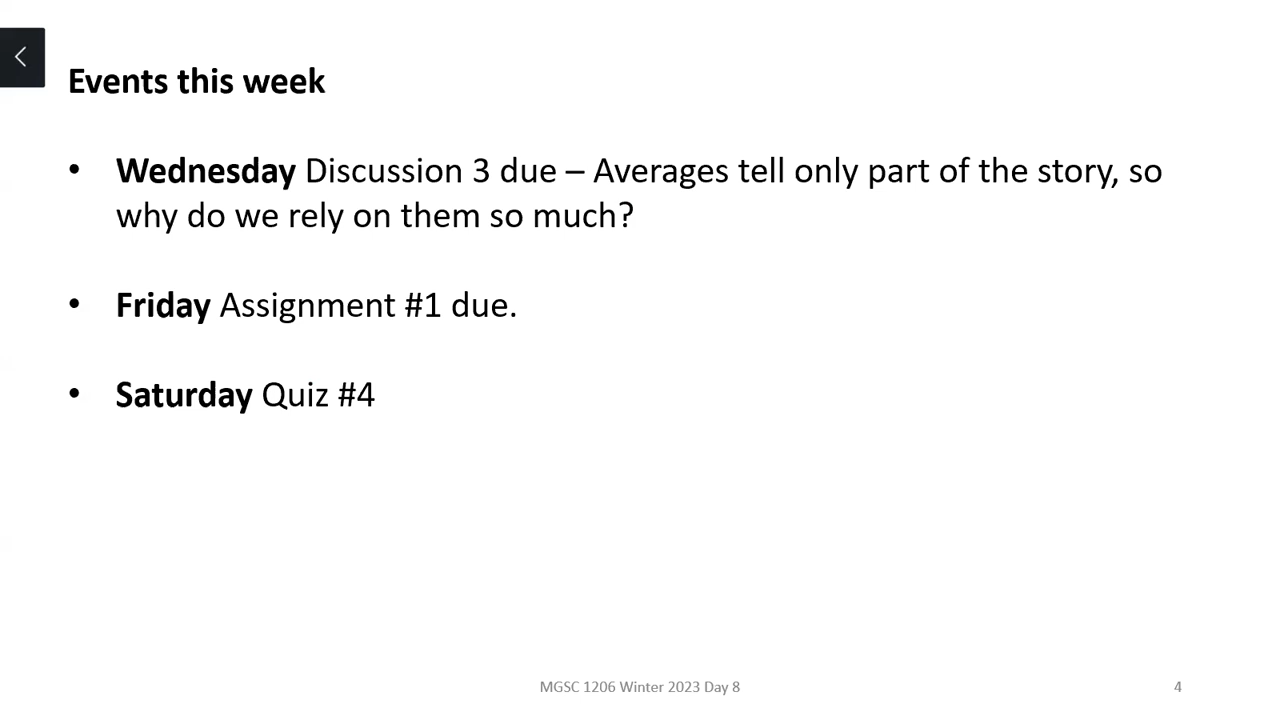 Events this week
• Wednesday Discussion 3 due – Averages tell only part of the story, so
why do we rely on them so much?
• Friday Assignment #1 due.
• Saturday Quiz #4
MGSC 1206 Winter 2023 Day 8
4